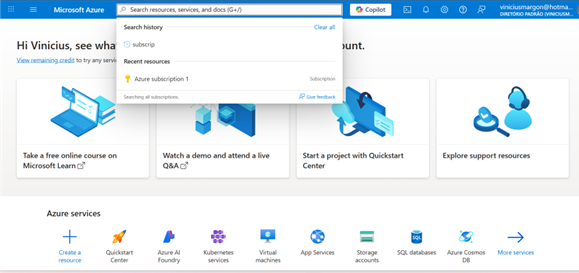 Microsoft Azure
Search resources, services, and docs (G+/)
Copilot
viniciusmargon@hotma...
DIRETÓRIO PADRÃO (VINICIUSM...
Search history
Clear all
subscrip
Recent resources
Azure subscription 1
Subscription
Searching all subscriptions.
Give feedback
Hi Vinicius, see wha
ount.
View remaining credit to try any servi
Take a free online course on
Microsoft Learn
Watch a demo and attend a live
Q&A
Start a project with Quickstart
Center
Explore support resources
Azure services
Create a
resource
Quickstart
Center
Azure AI
Foundry
Kubernetes
services
Virtual
machines
App Services
Storage
accounts
SQL
SQL databases
Azure Cosmos
DB
More services